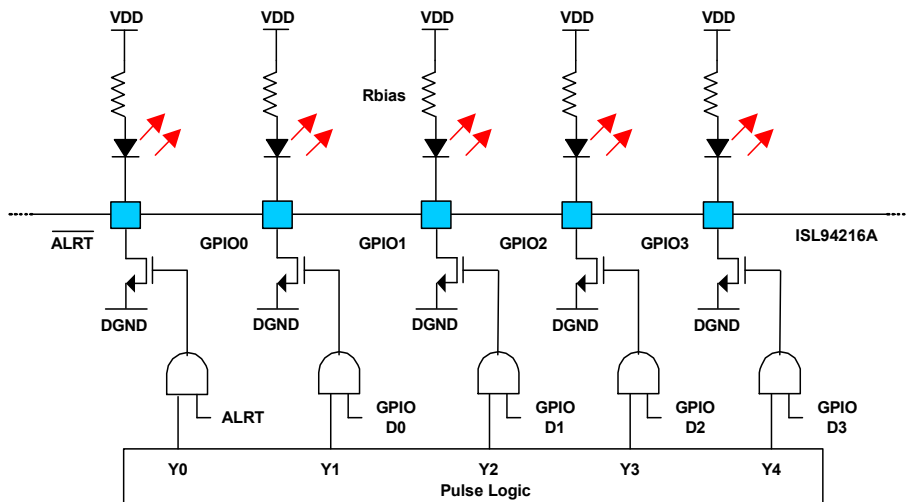 VDD VDD VDD VDD VDD
Rbias
ALRT GPIO0 GPIO1 GPIO2 GPIO3 ISL94216A
DGND DGND DGND DGND DGND
ALRT GPIO GPIO GPIO GPIO
D0 D1 D2 D3
Y0 Y1 Y2 Y3 Y4
Pulse Logic